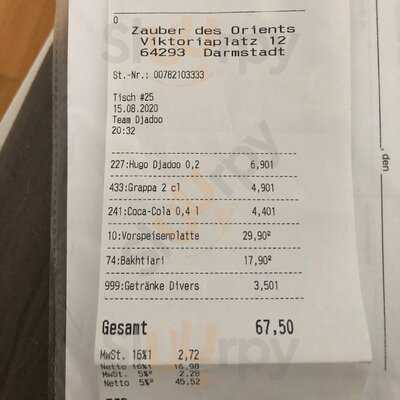 0
Zauber des Orients
Viktoriaplatz 12
64293 Darmstadt
St.-Nr.: 00782103333
Tisch #25
15.08.2020
Team Djadoo
20:32
227:Hugo Djadoo 0,2 6,90¹
433:Grappa 2 cl 4,90¹
241:Coca-Cola 0,4 l 4,40¹
10:Vorspeisenplatte 29,90²
74:Bakhtiari 17,90²
999:Getränke Divers 3,50¹
Gesamt 67,50
MwSt. 16%1 2,72
Netto 16%1 16,98
MwSt. 5%² 2,28
Netto 5%² 45,52
, den